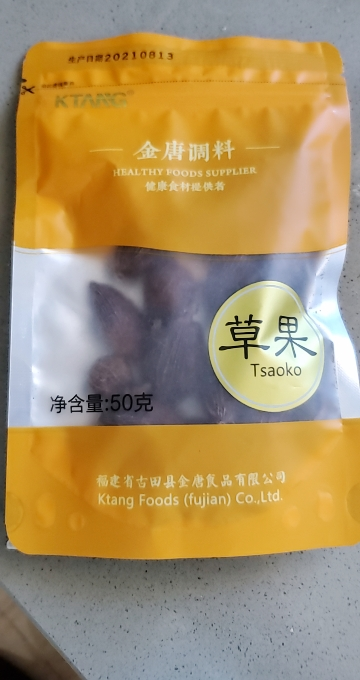 生产日期20210813
KTANG®
金唐调料
HEALTHY FOODS SUPPLIER
健康食材提供者
草果
Tsaoko
净含量:50克
福建省古田县金唐食品有限公司
Ktang Foods (fujian) Co.,Ltd.